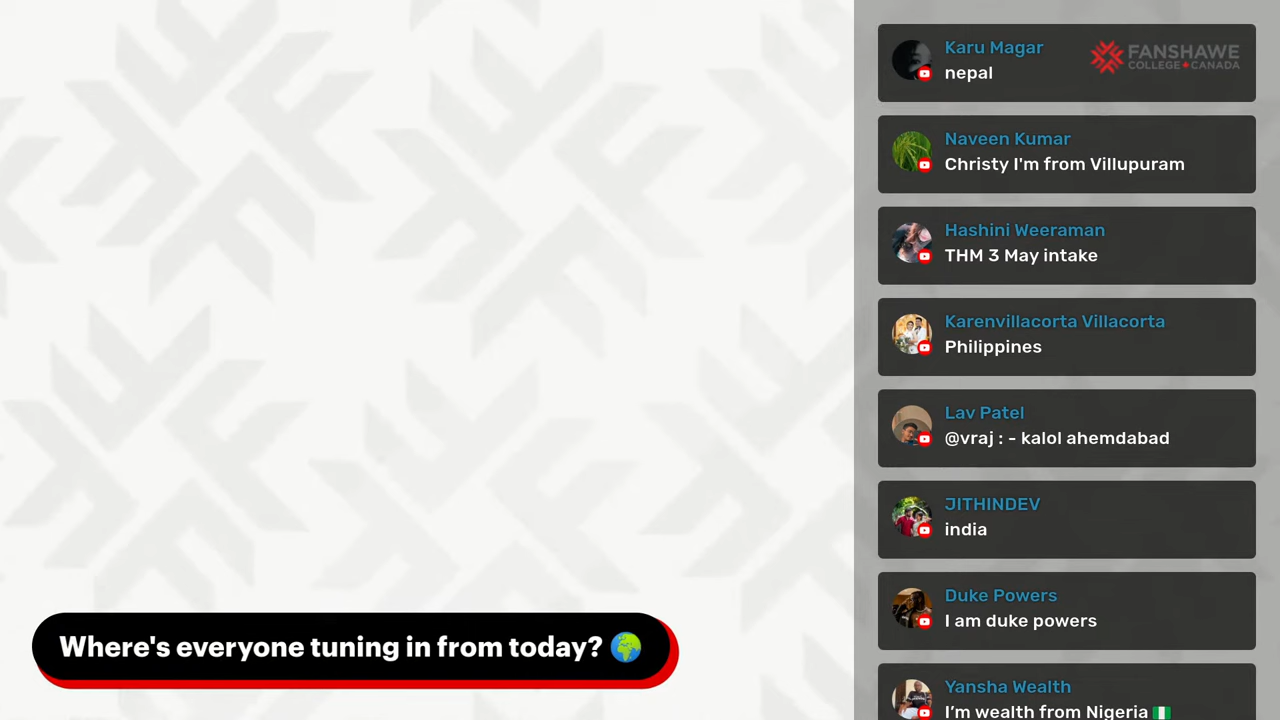 Karu Magar
nepal
FANSHAWE
COLLEGE CANADA
Naveen Kumar
Christy I'm from Villupuram
Hashini Weeraman
THM 3 May intake
Karenvillacorta Villacorta
Philippines
Lav Patel
@vraj : - kalol ahemdabad
JITHINDEV
india
Duke Powers
I am duke powers
Yansha Wealth
I’m wealth from Nigeria 🇳🇬
Where's everyone tuning in from today? 🌍